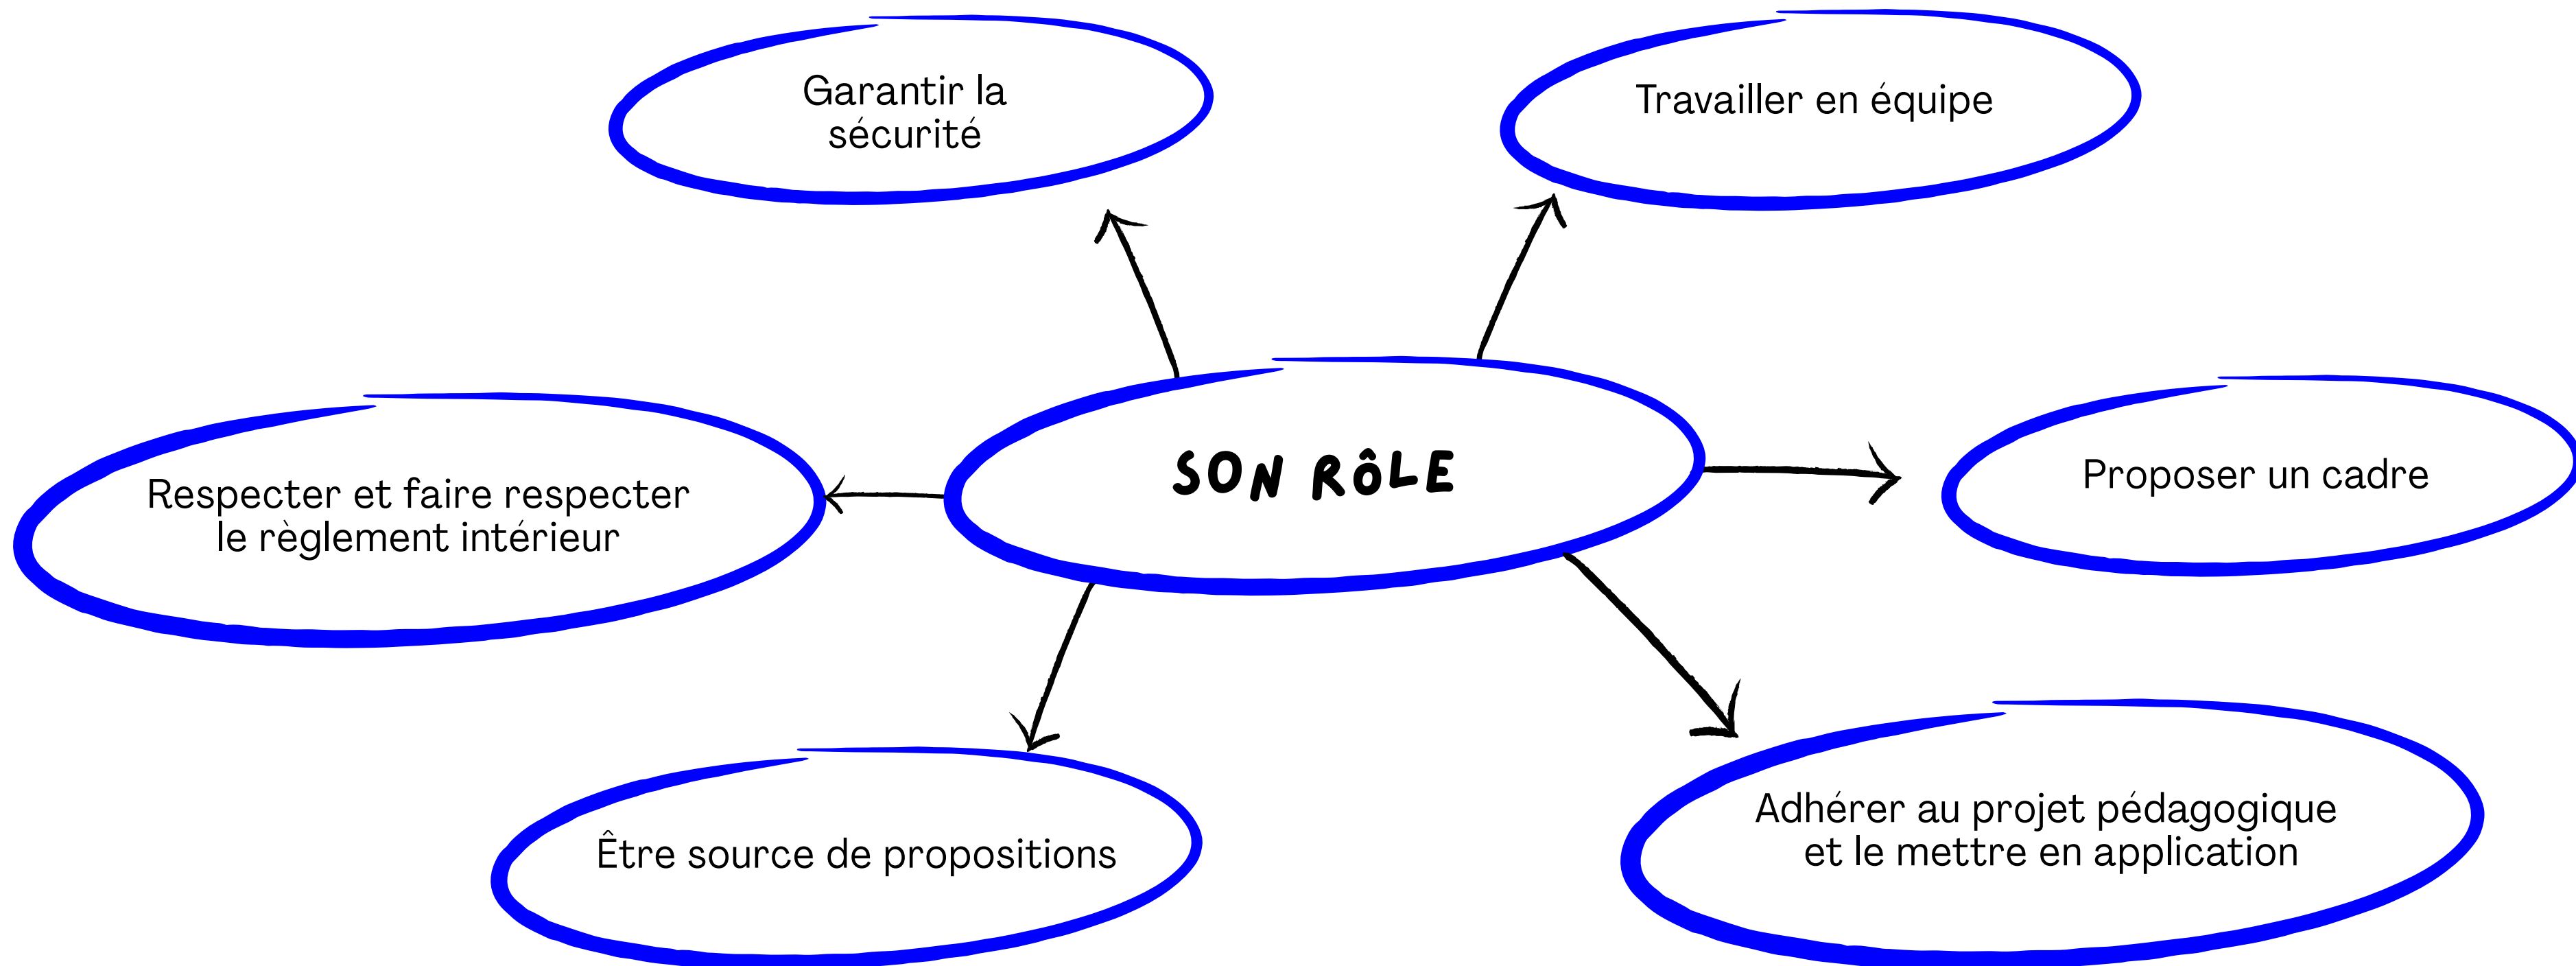 Garantir la
sécurité
Travailler en équipe
SON RÔLE
Proposer un cadre
Respecter et faire respecter
le règlement intérieur
Adhérer au projet pédagogique
et le mettre en application
Être source de propositions